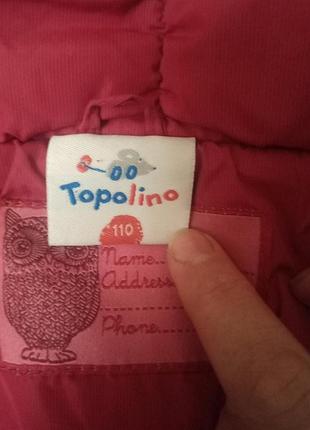 Topolino
110
Name....
Address
Phone......